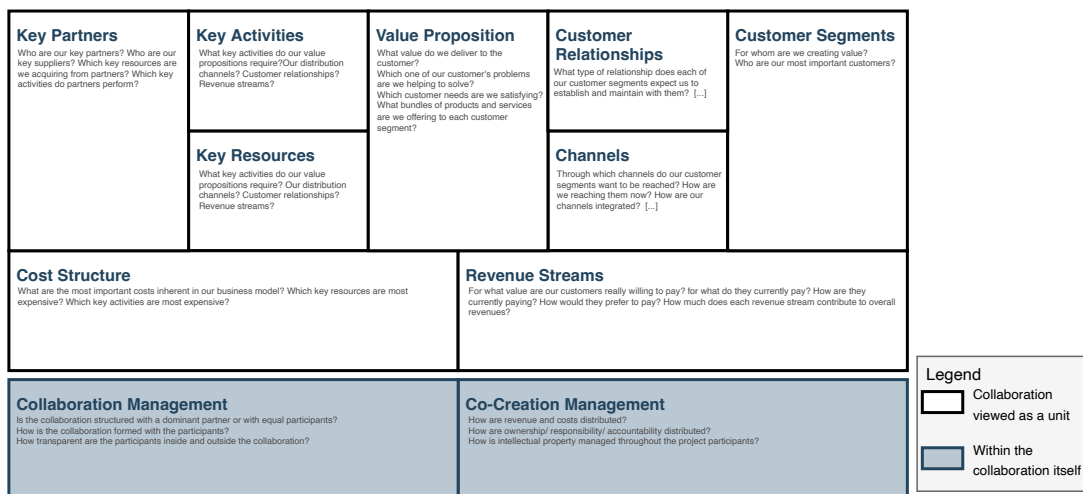 Key Partners
Who are our key partners? Who are our
key suppliers? Which key resources are
we acquiring from partners? Which key
activities do partners perform?
Key Activities
What key activities do our value
propositions require?Our distribution
channels? Customer relationships?
Revenue streams?
Key Resources
What key activities do our value
propositions require? Our distribution
channels? Customer relationships?
Revenue streams?
Value Proposition
What value do we deliver to the
customer?
Which one of our customer's problems
are we helping to solve?
Which customer needs are we satisfying?
What bundles of products and services
are we offering to each customer
segment?
Customer
Relationships
What type of relationship does each of
our customer segments expect us to
establish and maintain with them? [...]
Channels
Through which channels do our customer
segments want to be reached? How are
we reaching them now? How are our
channels integrated? [...]
Customer Segments
For whom are we creating value?
Who are our most important customers?
Cost Structure
What are the most important costs inherent in our business model? Which key resources are most
expensive? Which key activities are most expensive?
Revenue Streams
For what value are our customers really willing to pay? for what do they currently pay? How are they
currently paying? How would they prefer to pay? How much does each revenue stream contribute to overall
revenues?
Collaboration Management
Is the collaboration structured with a dominant partner or with equal participants?
How is the collaboration formed with the participants?
How transparent are the participants inside and outside the collaboration?
Co-Creation Management
How are revenue and costs distributed?
How are ownership/ responsibility/ accountability distributed?
How is intellectual property managed throughout the project participants?
Legend
Collaboration
viewed as a unit
Within the
collaboration itself